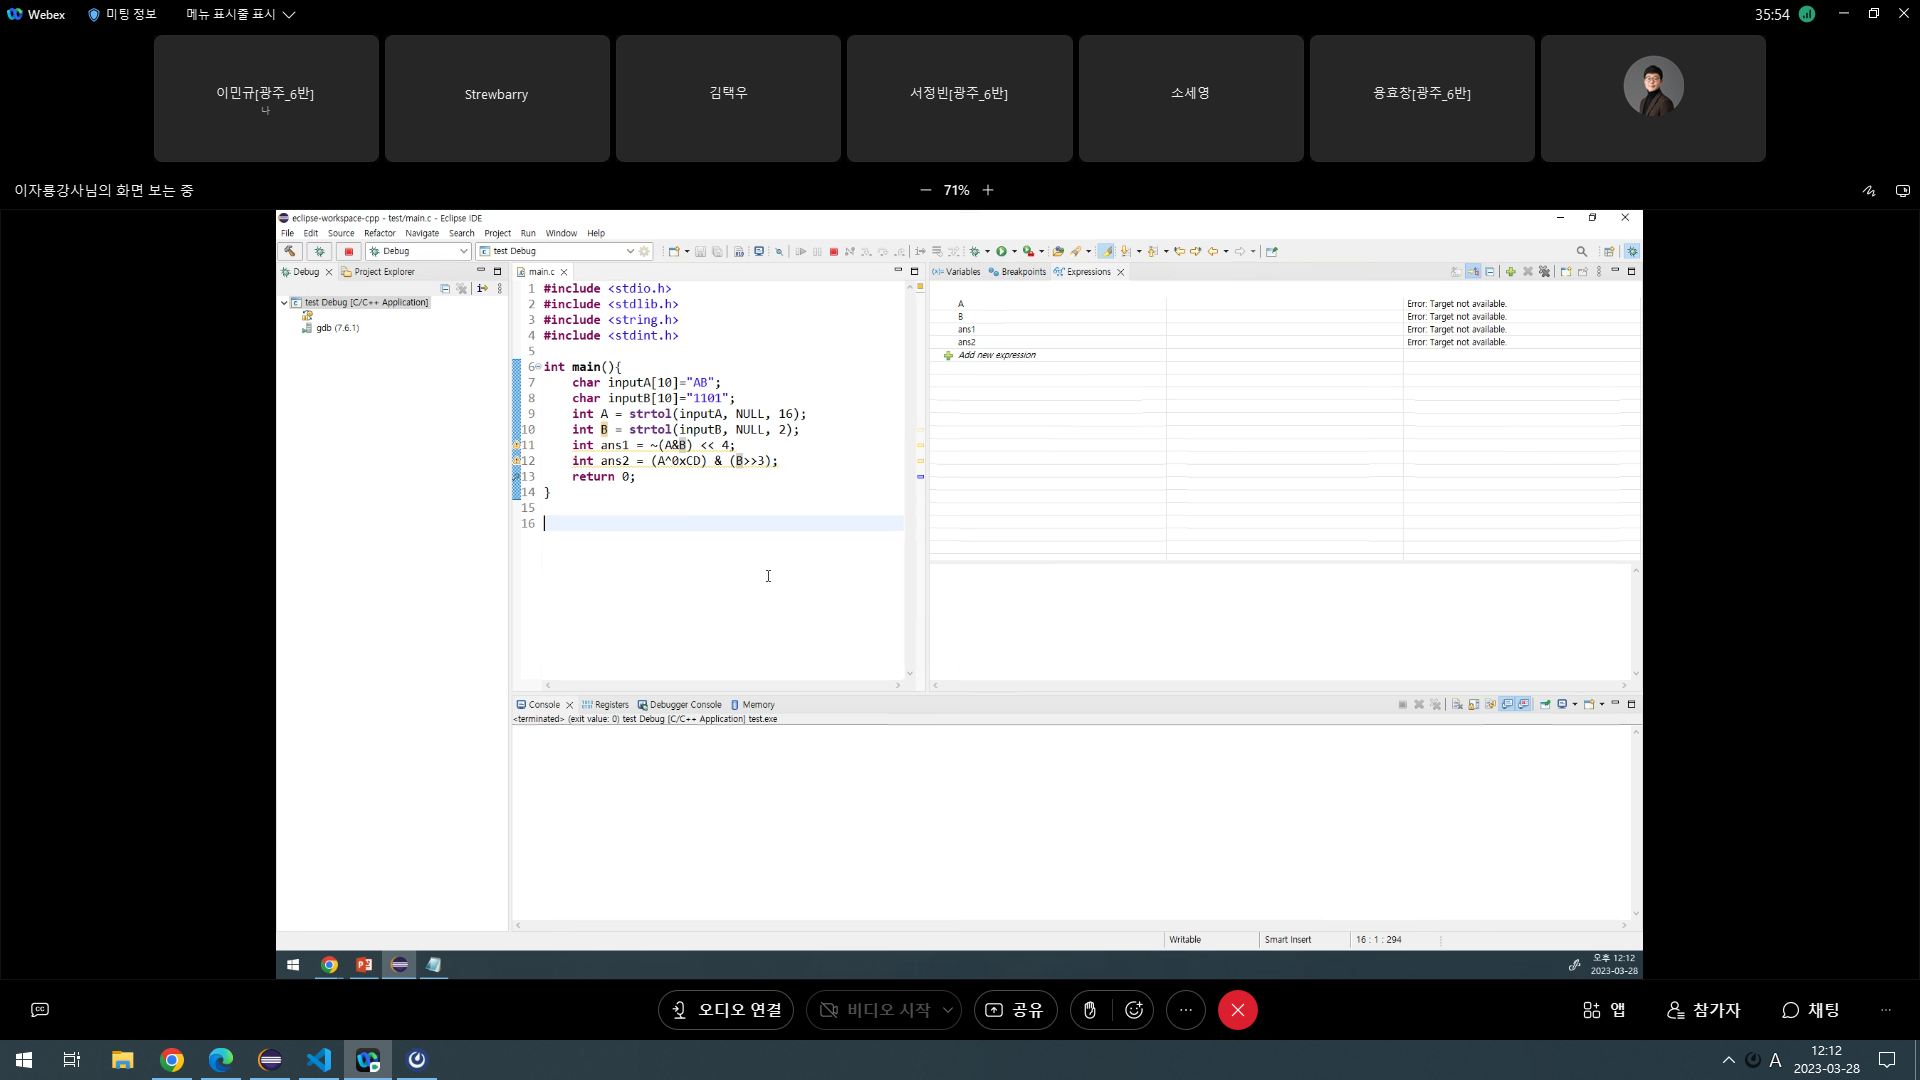 Webex 미팅 정보 메뉴 표시줄 표시 35:54
이민규[광주_6반]
나
Strewbarry
김택우
서정빈[광주_6반]
소세영
용효창[광주_6반]
이자룡강사님의 화면 보는 중
71%
eclipse-workspace-cpp - test/main.c - Eclipse IDE
File Edit Source Refactor Navigate Search Project Run Window Help
Debug test Debug
Debug Project Explorer
test Debug [C/C++ Application]
gdb (7.6.1)
main.c
1 #include <stdio.h>
2 #include <stdlib.h>
3 #include <string.h>
4 #include <stdint.h>
5
6 int main(){
7 char inputA[10]="AB";
8 char inputB[10]="1101";
9 int A = strtol(inputA, NULL, 16);
10 int B = strtol(inputB, NULL, 2);
11 int ans1 = ~(A&B) << 4;
12 int ans2 = (A^0xCD) & (B>>3);
13 return 0;
14 }
15
16
Variables Breakpoints Expressions
A Error: Target not available.
B Error: Target not available.
ans1 Error: Target not available.
ans2 Error: Target not available.
Add new expression
Console Registers Debugger Console Memory
<terminated> (exit value: 0) test Debug [C/C++ Application] test.exe
Writable Smart Insert 16 : 1 : 294
오후 12:12
2023-03-28
오디오 연결 비디오 시작 공유 앱 참가자 채팅
A
12:12
2023-03-28